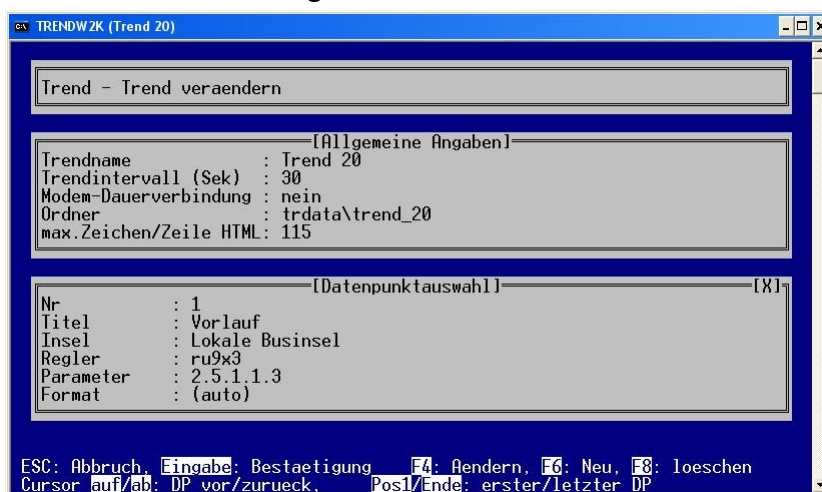 TRENDW2K (Trend 20)
Trend - Trend veraendern
[Allgemeine Angaben]
Trendname : Trend 20
Trendintervall (Sek) : 30
Modem-Dauerverbindung : nein
Ordner : trdata\trend_20
max.Zeichen/Zeile HTML: 115
[Datenpunktauswahl] [X]
Nr : 1
Titel : Vorlauf
Insel : Lokale Businsel
Regler : ru9x3
Parameter : 2.5.1.1.3
Format : (auto)
ESC: Abbruch, Eingabe: Bestaetigung F4: Aendern, F6: Neu, F8: loeschen
Cursor auf/ab: DP vor/zurueck, Pos1/Ende: erster/letzter DP